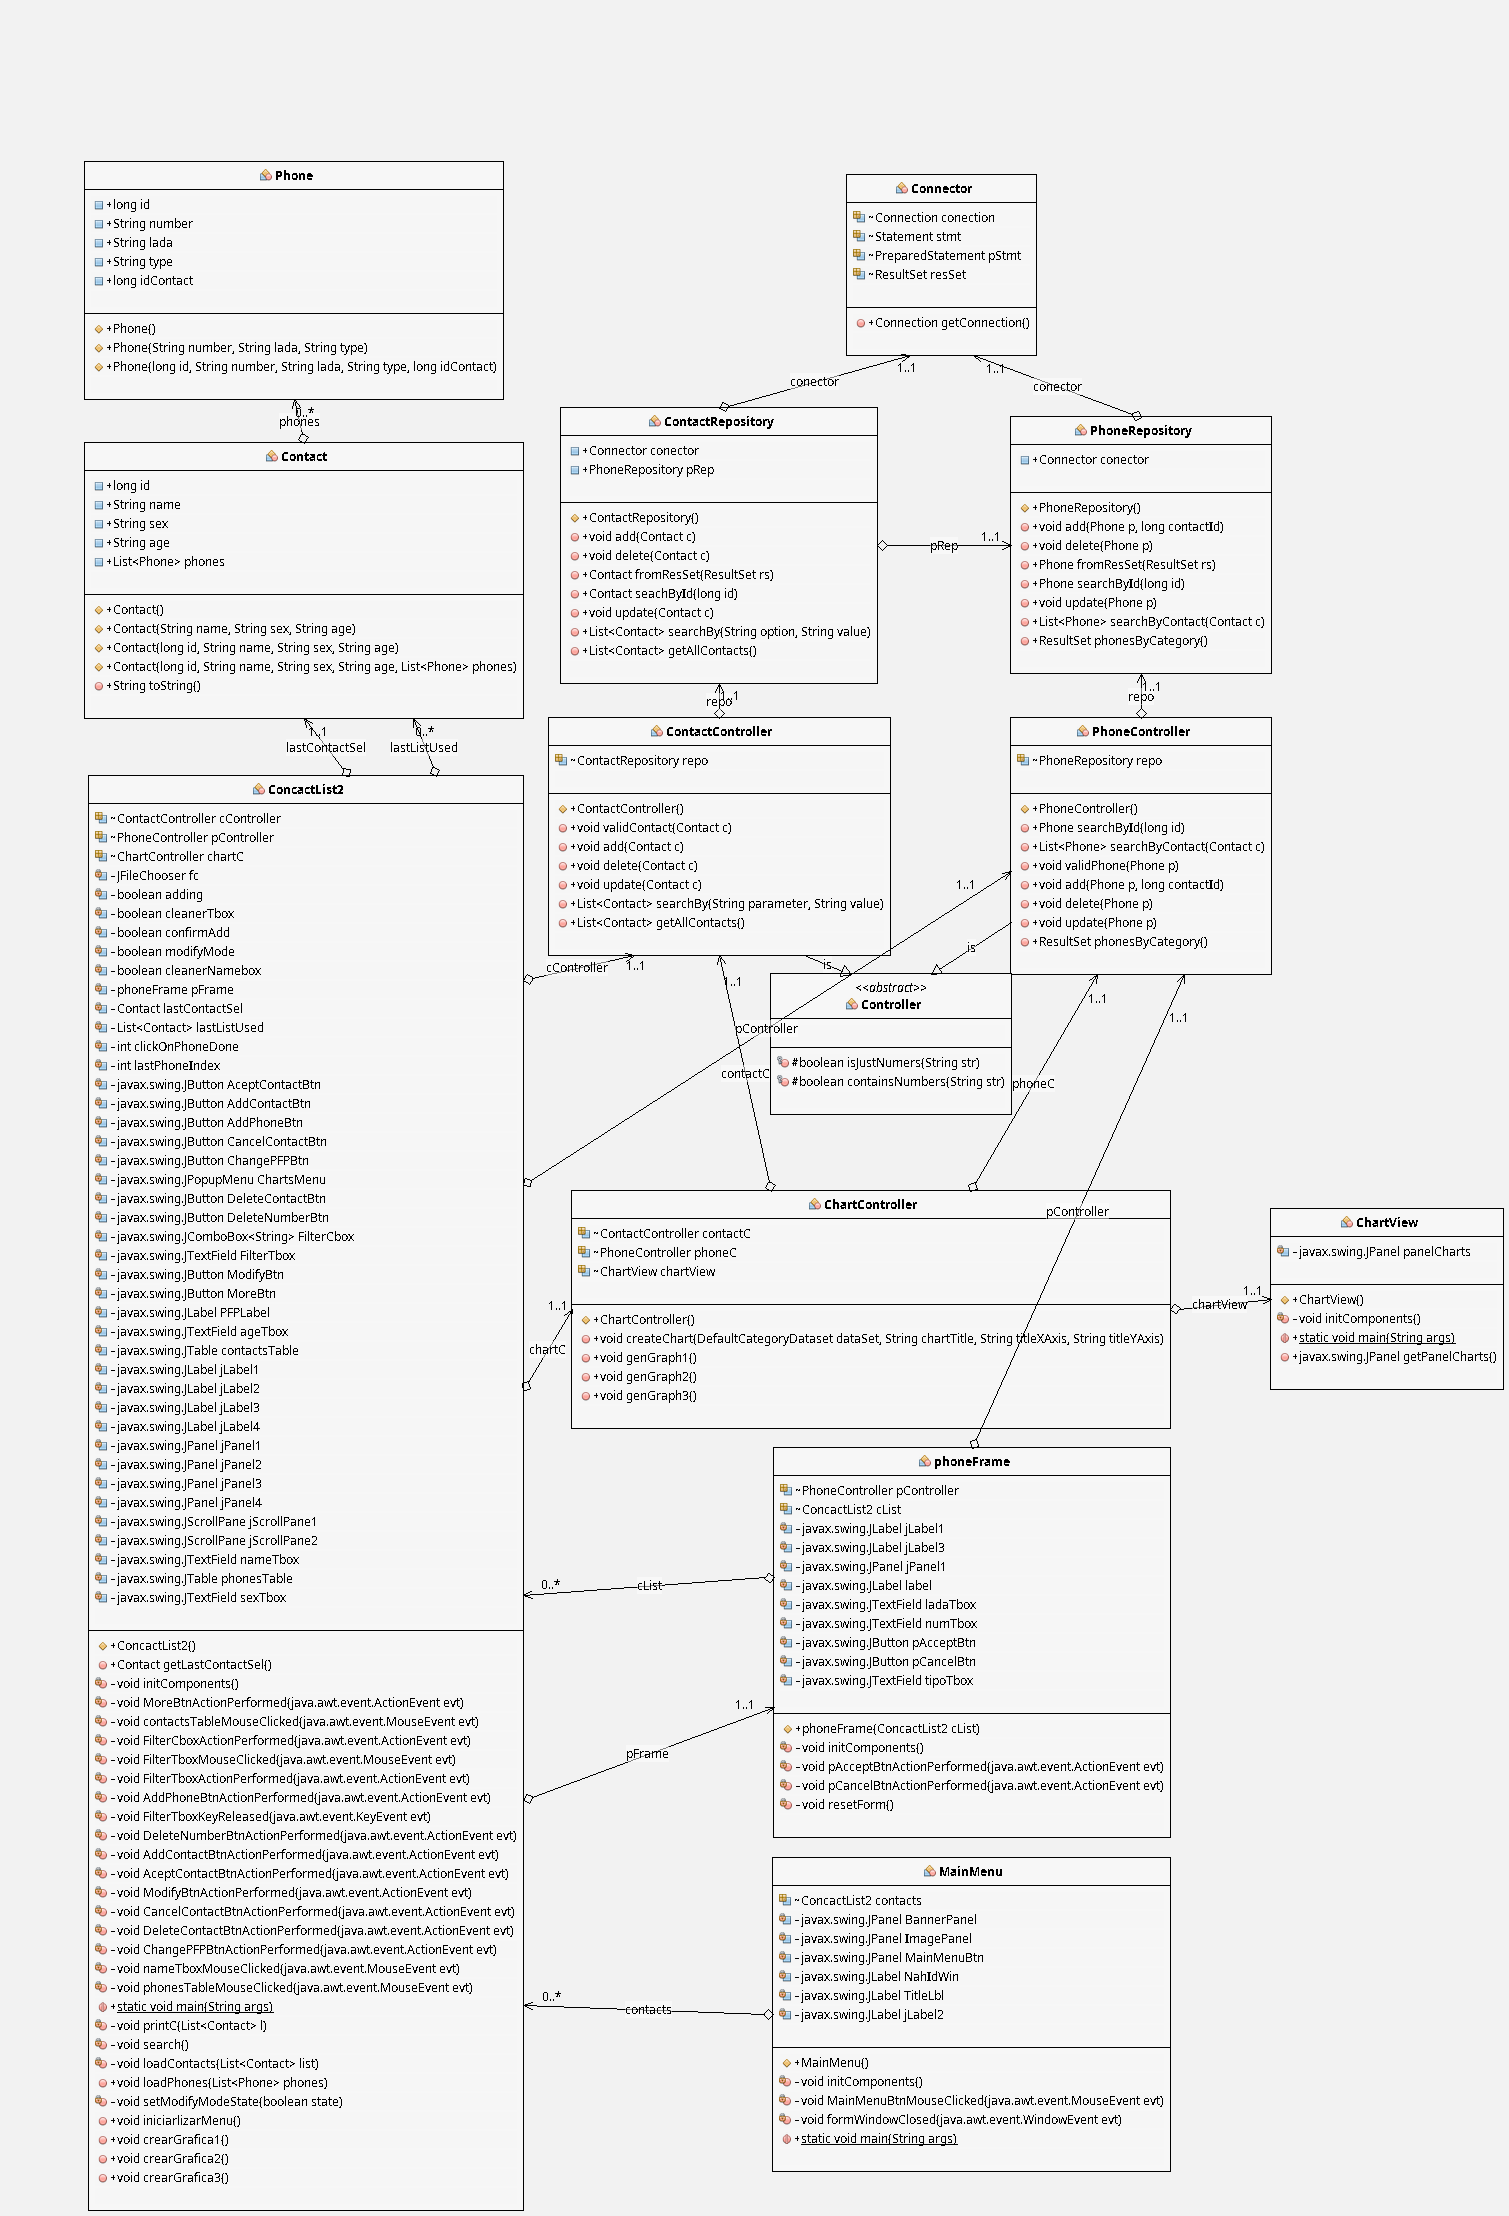 Phone
+long id
+String number
+String lada
+String type
+long idContact
+Phone()
+Phone(String number, String lada, String type)
+Phone(long id, String number, String lada, String type, long idContact)
0..*
phones
Contact
+long id
+String name
+String sex
+String age
+List<Phone> phones
+Contact()
+Contact(String name, String sex, String age)
+Contact(long id, String name, String sex, String age)
+Contact(long id, String name, String sex, String age, List<Phone> phones)
+String toString()
1..1
lastContactSel
0..*
lastListUsed
Connector
~Connection conection
~Statement stmt
~PreparedStatement pStmt
~ResultSet resSet
+Connection getConnection()
1..1
conector
1..1
conector
ContactRepository
+Connector conector
+PhoneRepository pRep
+ContactRepository()
+void add(Contact c)
+void delete(Contact c)
+Contact fromResSet(ResultSet rs)
+Contact seachById(long id)
+void update(Contact c)
+List<Contact> searchBy(String option, String value)
+List<Contact> getAllContacts()
pRep
1..1
PhoneRepository
+Connector conector
+PhoneRepository()
+void add(Phone p, long contactId)
+void delete(Phone p)
+Phone fromResSet(ResultSet rs)
+Phone searchById(long id)
+void update(Phone p)
+List<Phone> searchByContact(Contact c)
+ResultSet phonesByCategory()
repo
1..1
repo
1..1
ContactController
~ContactRepository repo
+ContactController()
+void validContact(Contact c)
+void add(Contact c)
+void delete(Contact c)
+void update(Contact c)
+List<Contact> searchBy(String parameter, String value)
+List<Contact> getAllContacts()
PhoneController
~PhoneRepository repo
+PhoneController()
+Phone searchById(long id)
+List<Phone> searchByContact(Contact c)
+void validPhone(Phone p)
+void add(Phone p, long contactId)
+void delete(Phone p)
+void update(Phone p)
+ResultSet phonesByCategory()
cController
1..1
is
is
1..1
pController
1..1
contactC
1..1
phoneC
1..1
pController
<<abstract>>
Controller
#boolean isJustNumers(String str)
#boolean containsNumbers(String str)
ConcactList2
~ContactController cController
~PhoneController pController
~ChartController chartC
-JFileChooser fc
-boolean adding
-boolean cleanerTbox
-boolean confirmAdd
-boolean modifyMode
-boolean cleanerNamebox
-phoneFrame pFrame
-Contact lastContactSel
-List<Contact> lastListUsed
-int clickOnPhoneDone
-int lastPhoneIndex
-javax.swing.JButton AceptContactBtn
-javax.swing.JButton AddContactBtn
-javax.swing.JButton AddPhoneBtn
-javax.swing.JButton CancelContactBtn
-javax.swing.JButton ChangePFPBtn
-javax.swing.JPopupMenu ChartsMenu
-javax.swing.JButton DeleteContactBtn
-javax.swing.JButton DeleteNumberBtn
-javax.swing.JComboBox<String> FilterCbox
-javax.swing.JTextField FilterTbox
-javax.swing.JButton ModifyBtn
-javax.swing.JButton MoreBtn
-javax.swing.JLabel PFPLabel
-javax.swing.JTextField ageTbox
-javax.swing.JTable contactsTable
-javax.swing.JLabel jLabel1
-javax.swing.JLabel jLabel2
-javax.swing.JLabel jLabel3
-javax.swing.JLabel jLabel4
-javax.swing.JPanel jPanel1
-javax.swing.JPanel jPanel2
-javax.swing.JPanel jPanel3
-javax.swing.JPanel jPanel4
-javax.swing.JScrollPane jScrollPane1
-javax.swing.JScrollPane jScrollPane2
-javax.swing.JTextField nameTbox
-javax.swing.JTable phonesTable
-javax.swing.JTextField sexTbox
+ConcactList2()
+Contact getLastContactSel()
-void initComponents()
-void MoreBtnActionPerformed(java.awt.event.ActionEvent evt)
-void contactsTableMouseClicked(java.awt.event.MouseEvent evt)
-void FilterCboxActionPerformed(java.awt.event.ActionEvent evt)
-void FilterTboxMouseClicked(java.awt.event.MouseEvent evt)
-void FilterTboxActionPerformed(java.awt.event.ActionEvent evt)
-void AddPhoneBtnActionPerformed(java.awt.event.ActionEvent evt)
-void FilterTboxKeyReleased(java.awt.event.KeyEvent evt)
-void DeleteNumberBtnActionPerformed(java.awt.event.ActionEvent evt)
-void AddContactBtnActionPerformed(java.awt.event.ActionEvent evt)
-void AceptContactBtnActionPerformed(java.awt.event.ActionEvent evt)
-void ModifyBtnActionPerformed(java.awt.event.ActionEvent evt)
-void CancelContactBtnActionPerformed(java.awt.event.ActionEvent evt)
-void DeleteContactBtnActionPerformed(java.awt.event.ActionEvent evt)
-void ChangePFPBtnActionPerformed(java.awt.event.ActionEvent evt)
-void nameTboxMouseClicked(java.awt.event.MouseEvent evt)
-void phonesTableMouseClicked(java.awt.event.MouseEvent evt)
+static void main(String args)
-void printC(List<Contact> l)
-void search()
-void loadContacts(List<Contact> list)
+void loadPhones(List<Phone> phones)
-void setModifyModeState(boolean state)
+void iniciarlizarMenu()
+void crearGrafica1()
+void crearGrafica2()
+void crearGrafica3()
1..1
chartC
ChartController
~ContactController contactC
~PhoneController phoneC
~ChartView chartView
+ChartController()
+void createChart(DefaultCategoryDataset dataSet, String chartTitle, String titleXAxis, String titleYAxis)
+void genGraph1()
+void genGraph2()
+void genGraph3()
chartView
1..1
ChartView
-javax.swing.JPanel panelCharts
+ChartView()
-void initComponents()
+static void main(String args)
+javax.swing.JPanel getPanelCharts()
phoneFrame
~PhoneController pController
~ConcactList2 cList
-javax.swing.JLabel jLabel1
-javax.swing.JLabel jLabel3
-javax.swing.JPanel jPanel1
-javax.swing.JLabel label
-javax.swing.JTextField ladaTbox
-javax.swing.JTextField numTbox
-javax.swing.JButton pAcceptBtn
-javax.swing.JButton pCancelBtn
-javax.swing.JTextField tipoTbox
+phoneFrame(ConcactList2 cList)
-void initComponents()
-void pAcceptBtnActionPerformed(java.awt.event.ActionEvent evt)
-void pCancelBtnActionPerformed(java.awt.event.ActionEvent evt)
-void resetForm()
0..*
cList
1..1
pFrame
MainMenu
~ConcactList2 contacts
-javax.swing.JPanel BannerPanel
-javax.swing.JPanel ImagePanel
-javax.swing.JPanel MainMenuBtn
-javax.swing.JLabel NahIdWin
-javax.swing.JLabel TitleLbl
-javax.swing.JLabel jLabel2
+MainMenu()
-void initComponents()
-void MainMenuBtnMouseClicked(java.awt.event.MouseEvent evt)
-void formWindowClosed(java.awt.event.WindowEvent evt)
+static void main(String args)
0..*
contacts